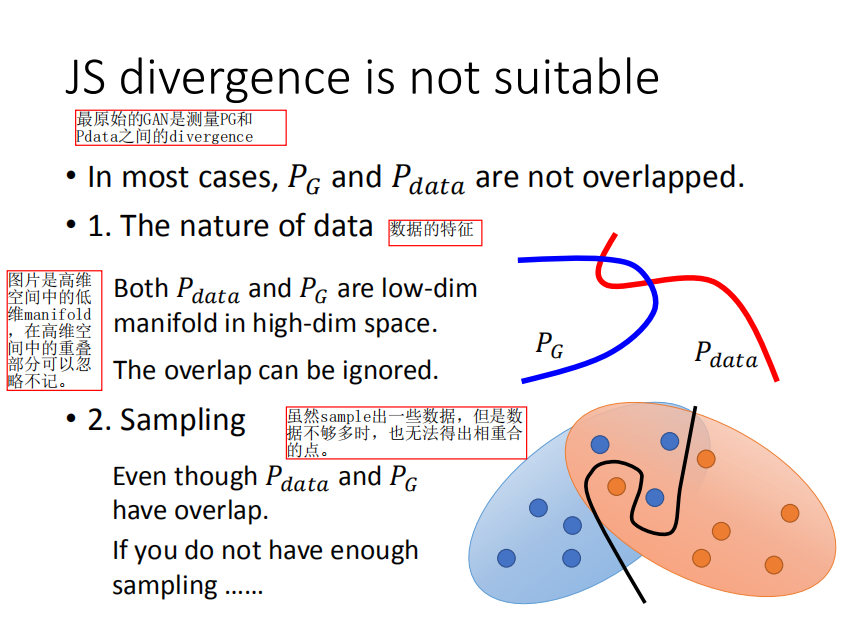 JS divergence is not suitable
最原始的GAN是测量PG和
Pdata之间的divergence
• In most cases, P_G and P_data are not overlapped.
• 1. The nature of data
数据的特征
图片是高维
空间中的低
维manifold
，在高维空
间中的重叠
部分可以忽
略不记。
Both P_data and P_G are low-dim
manifold in high-dim space.
The overlap can be ignored.
P_G
P_data
• 2. Sampling
虽然sample出一些数据，但是数
据不够多时，也无法得出相重合
的点。
Even though P_data and P_G
have overlap.
If you do not have enough
sampling ……